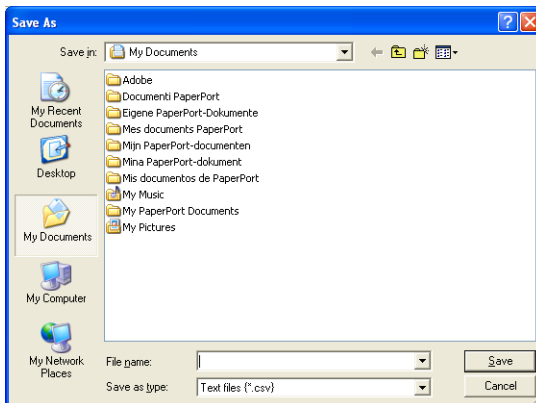 Save As
Save in:
My Documents
My Recent
Documents
Desktop
My Documents
My Computer
My Network
Places
Adobe
Documenti PaperPort
Eigene PaperPort-Dokumente
Mes documents PaperPort
Mijn PaperPort-documenten
Mina PaperPort-dokument
Mis documentos de PaperPort
My Music
My PaperPort Documents
My Pictures
File name:
Save
Save as type:
Text files {*.csv}
Cancel